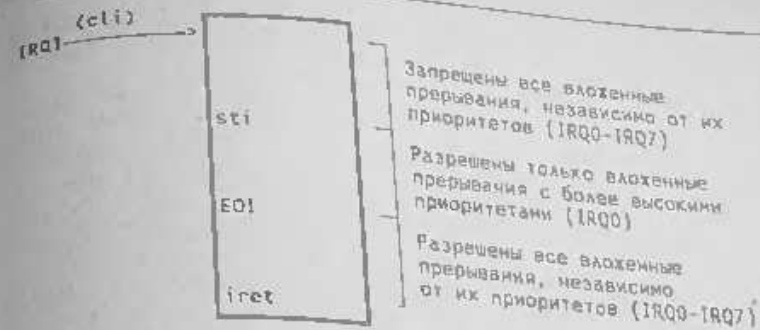 (cli)
IRQ1
Запрещены все вложенные
прерывания, независимо от их
приоритетов (IRQ0-IRQ7)
sti
Разрешены только вложенные
прерывания с более высокими
приоритетами (IRQ0)
EOI
Разрешены все вложенные
прерывания, независимо
от их приоритетов (IRQ0-IRQ7)
iret